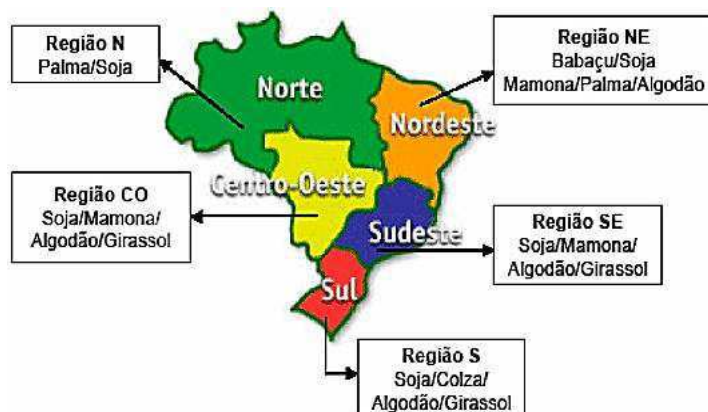 Região N
Palma/Soja
Região NE
Babaçu/Soja
Mamona/Palma/Algodão
Norte
Nordeste
Centro-Oeste
Região CO
Soja/Mamona/
Algodão/Girassol
Sudeste
Região SE
Soja/Mamona/
Algodão/Girassol
Sul
Região S
Soja/Colza/
Algodão/Girassol